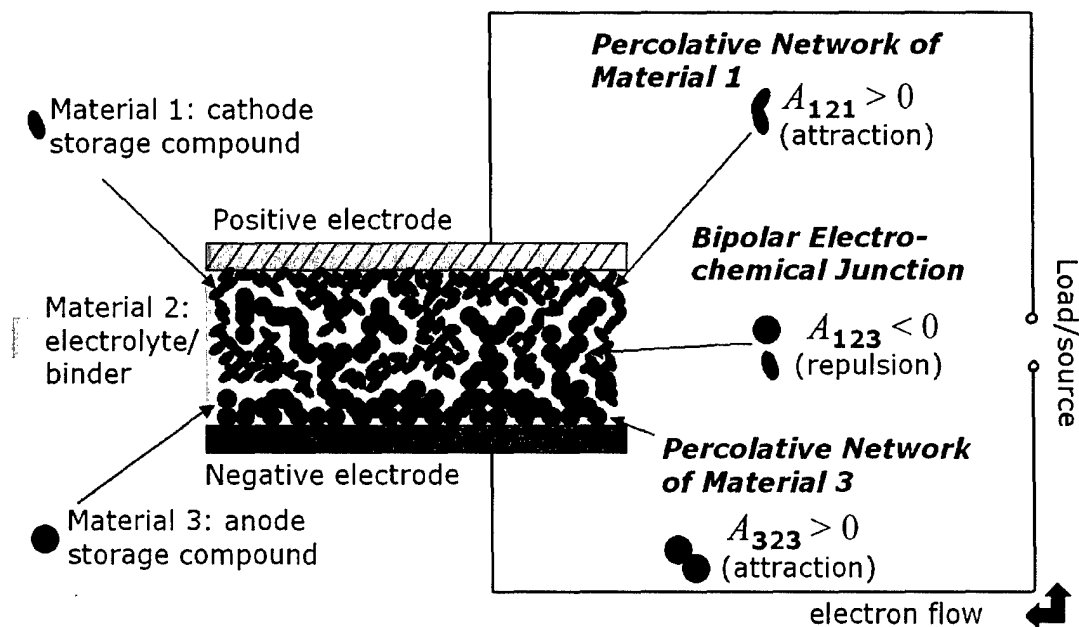 Percolative Network of
Material 1
A121 > 0
(attraction)
Material 1: cathode
storage compound
Positive electrode
Bipolar Electro-
chemical Junction
A123 < 0
(repulsion)
Material 2:
electrolyte/
binder
Load/source
Negative electrode
Percolative Network
of Material 3
A323 > 0
(attraction)
Material 3: anode
storage compound
electron flow